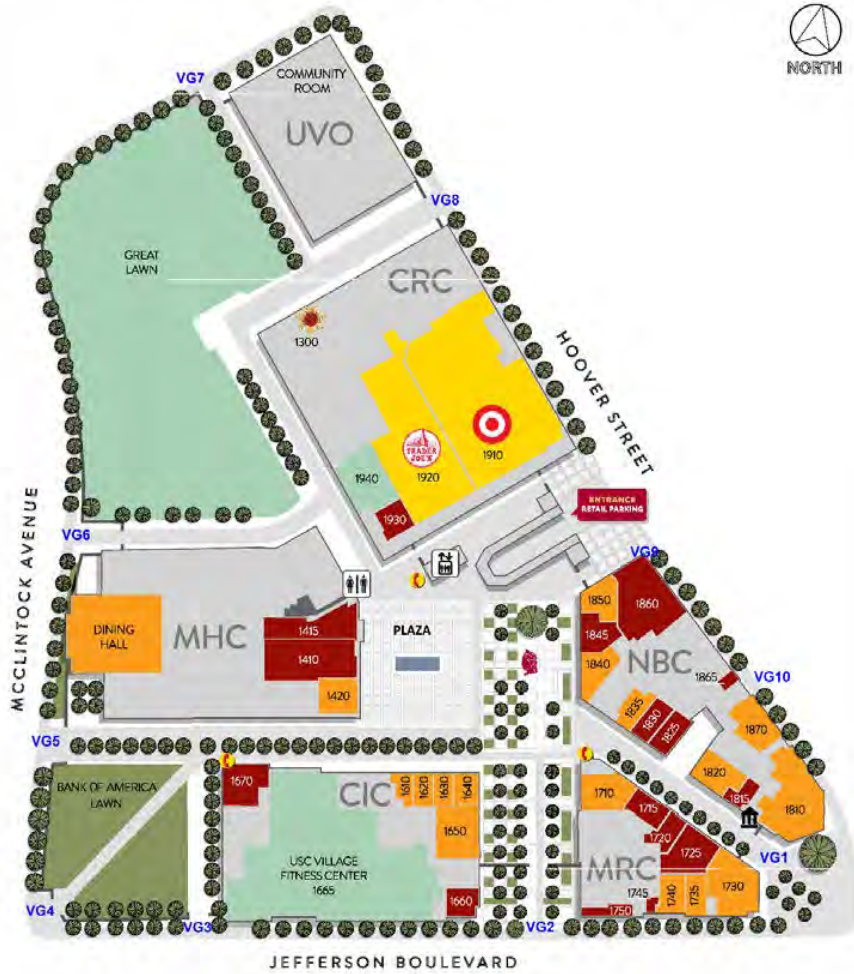 NORTH
VG7
COMMUNITY
ROOM
UVO
VG8
GREAT
LAWN
CRC
1300
HOOVER STREET
TRADER
JOE'S
1910
1940
1920
1930
ENTRANCE
RETAIL PARKING
MCCLINTOCK AVENUE
VG6
VG9
1850
1860
DINING
HALL
MHC
1415
PLAZA
1845
1410
1840
NBC
1865
VG10
1420
1835
1830
1825
1870
VG5
1670
CIC
1610
1620
1630
1640
1710
1820
1815
1810
BANK OF AMERICA
LAWN
1715
1720
1650
1725
VG1
USC VILLAGE
FITNESS CENTER
1665
MRC
1730
1745
1740
1735
1660
1750
VG4
VG3
VG2
JEFFERSON BOULEVARD